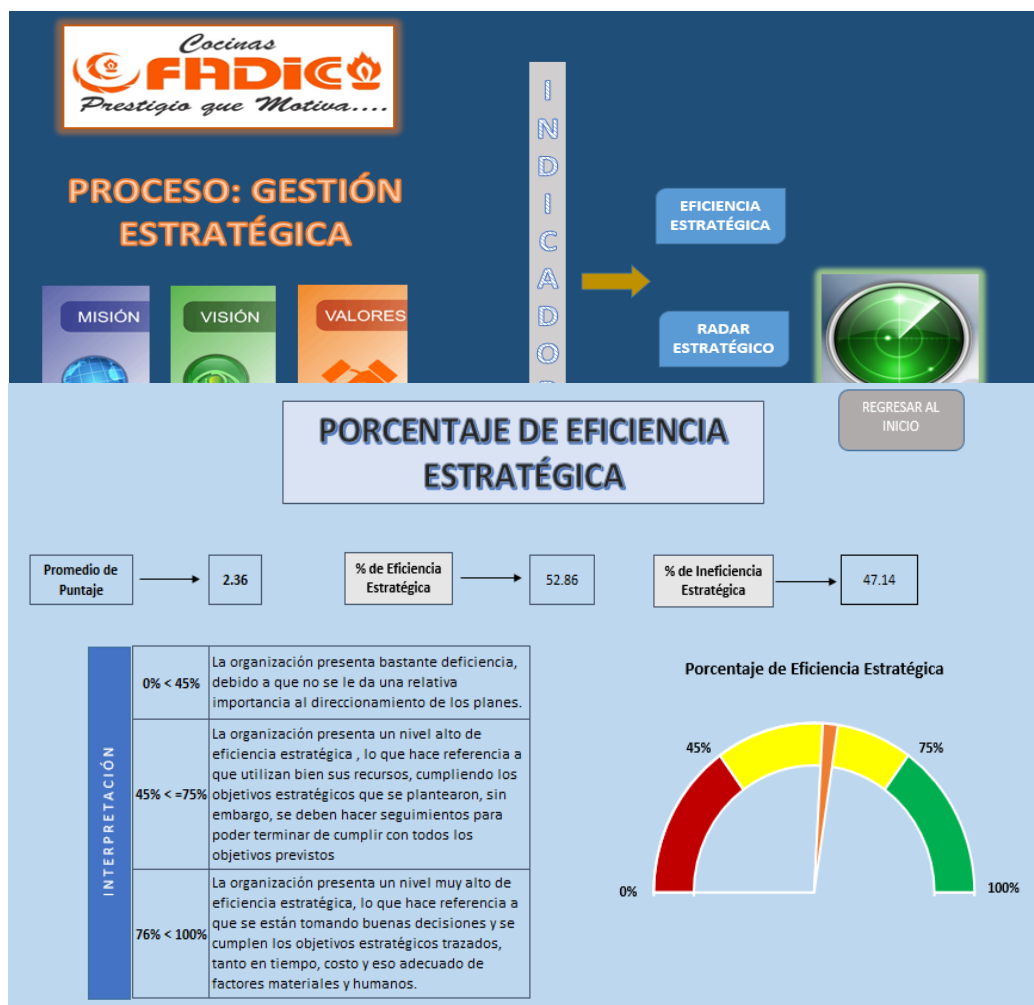 Cocinas
FADIC
Prestigio que Motiva....
PROCESO: GESTIÓN
ESTRATÉGICA
MISIÓN
VISIÓN
VALORES
INDICADO
EFICIENCIA
ESTRATÉGICA
RADAR
ESTRATÉGICO
REGRESAR AL
INICIO
PORCENTAJE DE EFICIENCIA
ESTRATÉGICA
Promedio de
Puntaje
2.36
% de Eficiencia
Estratégica
52.86
% de Ineficiencia
Estratégica
47.14
INTERPRETACIÓN
0% < 45%
La organización presenta bastante deficiencia,
debido a que no se le da una relativa
importancia al direccionamiento de los planes.
45% < =75%
La organización presenta un nivel alto de
eficiencia estratégica , lo que hace referencia a
que utilizan bien sus recursos, cumpliendo los
objetivos estratégicos que se plantearon, sin
embargo, se deben hacer seguimientos para
poder terminar de cumplir con todos los
objetivos previstos
76% < 100%
La organización presenta un nivel muy alto de
eficiencia estratégica, lo que hace referencia a
que se están tomando buenas decisiones y se
cumplen los objetivos estratégicos trazados,
tanto en tiempo, costo y eso adecuado de
factores materiales y humanos.
Porcentaje de Eficiencia Estratégica
45%
75%
0%
100%